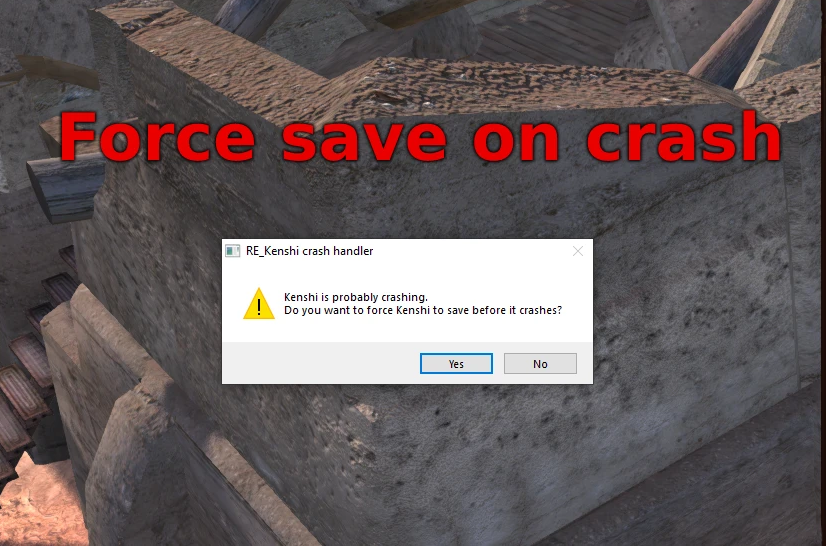 Force save on crash
RE_Kenshi crash handler
Kenshi is probably crashing.
Do you want to force Kenshi to save before it crashes?
Yes
No